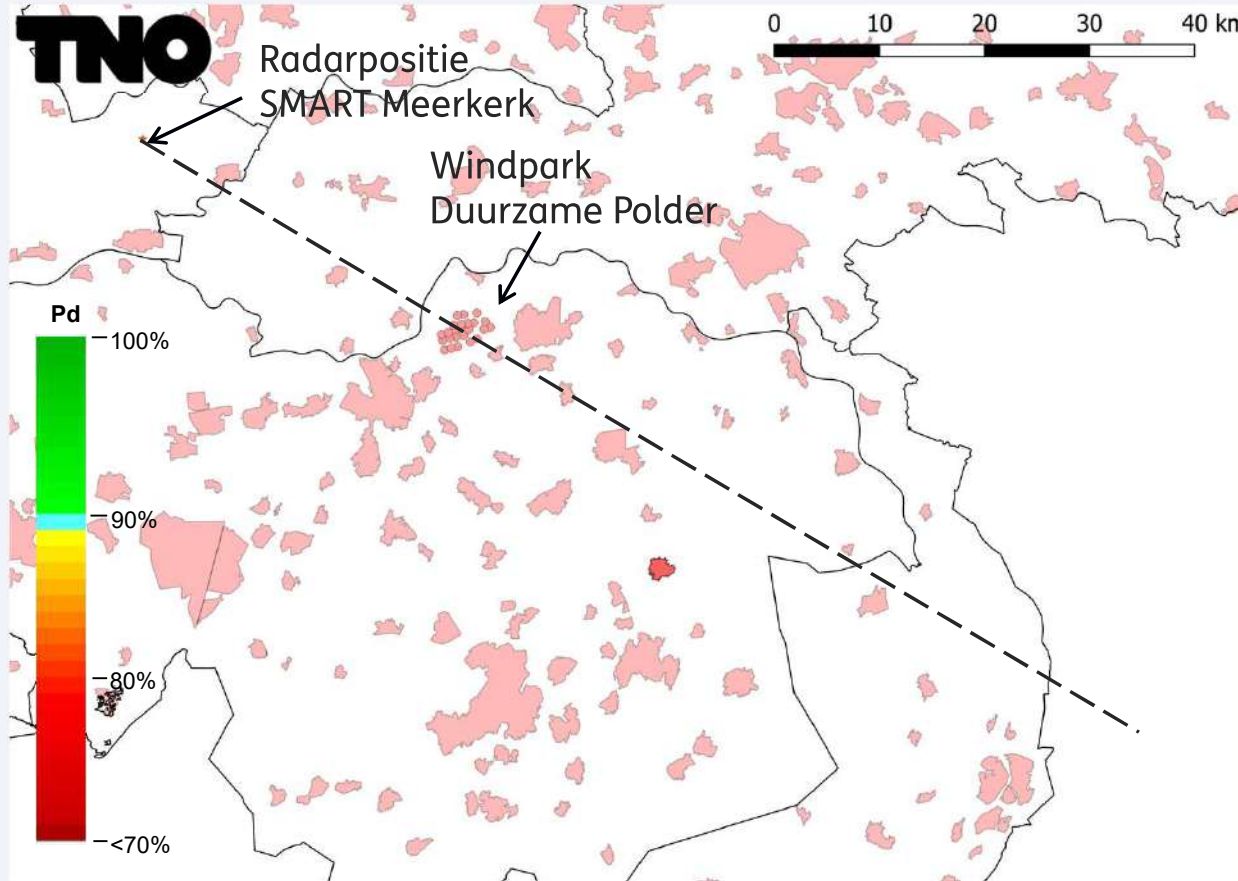 TNO
Radarpositie
SMART Meerkerk
Windpark
Duurzame Polder
0 10 20 30 40 km
Pd
100%
90%
80%
<70%